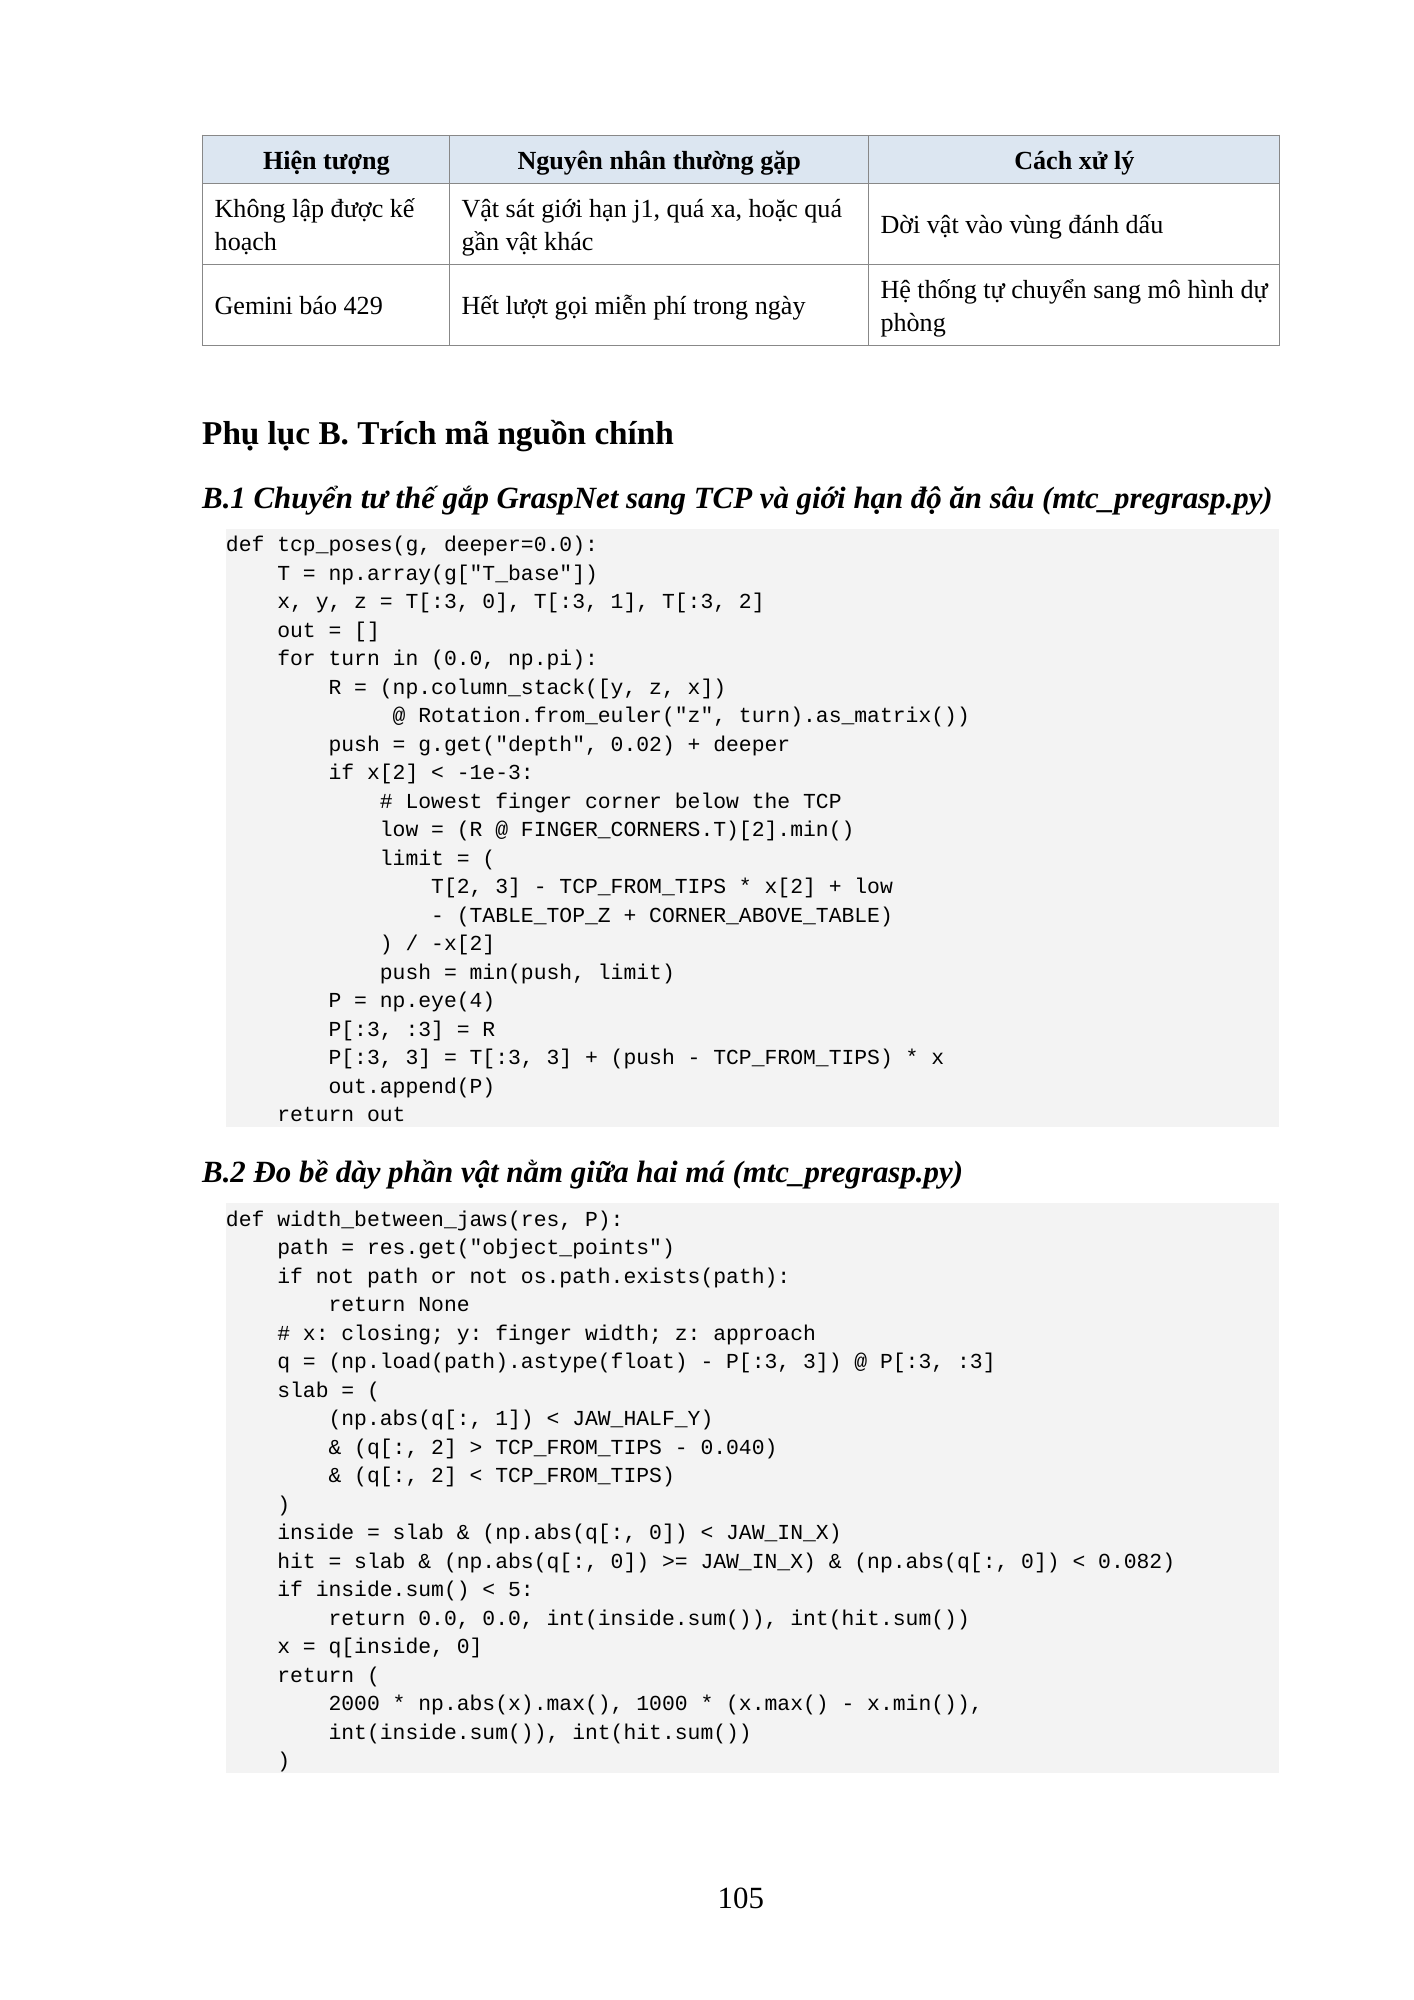 Hiện tượng Nguyên nhân thường gặp Cách xử lý
Không lập được kế
hoạch
Vật sát giới hạn j1, quá xa, hoặc quá
gần vật khác
Dời vật vào vùng đánh dấu
Gemini báo 429
Hết lượt gọi miễn phí trong ngày
Hệ thống tự chuyển sang mô hình dự
phòng
Phụ lục B. Trích mã nguồn chính
B.1 Chuyển tư thế gắp GraspNet sang TCP và giới hạn độ ăn sâu (mtc_pregrasp.py)
def tcp_poses(g, deeper=0.0):
    T = np.array(g["T_base"])
    x, y, z = T[:3, 0], T[:3, 1], T[:3, 2]
    out = []
    for turn in (0.0, np.pi):
        R = (np.column_stack([y, z, x])
             @ Rotation.from_euler("z", turn).as_matrix())
        push = g.get("depth", 0.02) + deeper
        if x[2] < -1e-3:
            # Lowest finger corner below the TCP
            low = (R @ FINGER_CORNERS.T)[2].min()
            limit = (
                T[2, 3] - TCP_FROM_TIPS * x[2] + low
                - (TABLE_TOP_Z + CORNER_ABOVE_TABLE)
            ) / -x[2]
            push = min(push, limit)
        P = np.eye(4)
        P[:3, :3] = R
        P[:3, 3] = T[:3, 3] + (push - TCP_FROM_TIPS) * x
        out.append(P)
    return out
B.2 Đo bề dày phần vật nằm giữa hai má (mtc_pregrasp.py)
def width_between_jaws(res, P):
    path = res.get("object_points")
    if not path or not os.path.exists(path):
        return None
    # x: closing; y: finger width; z: approach
    q = (np.load(path).astype(float) - P[:3, 3]) @ P[:3, :3]
    slab = (
        (np.abs(q[:, 1]) < JAW_HALF_Y)
        & (q[:, 2] > TCP_FROM_TIPS - 0.040)
        & (q[:, 2] < TCP_FROM_TIPS)
    )
    inside = slab & (np.abs(q[:, 0]) < JAW_IN_X)
    hit = slab & (np.abs(q[:, 0]) >= JAW_IN_X) & (np.abs(q[:, 0]) < 0.082)
    if inside.sum() < 5:
        return 0.0, 0.0, int(inside.sum()), int(hit.sum())
    x = q[inside, 0]
    return (
        2000 * np.abs(x).max(), 1000 * (x.max() - x.min()),
        int(inside.sum()), int(hit.sum())
    )
105